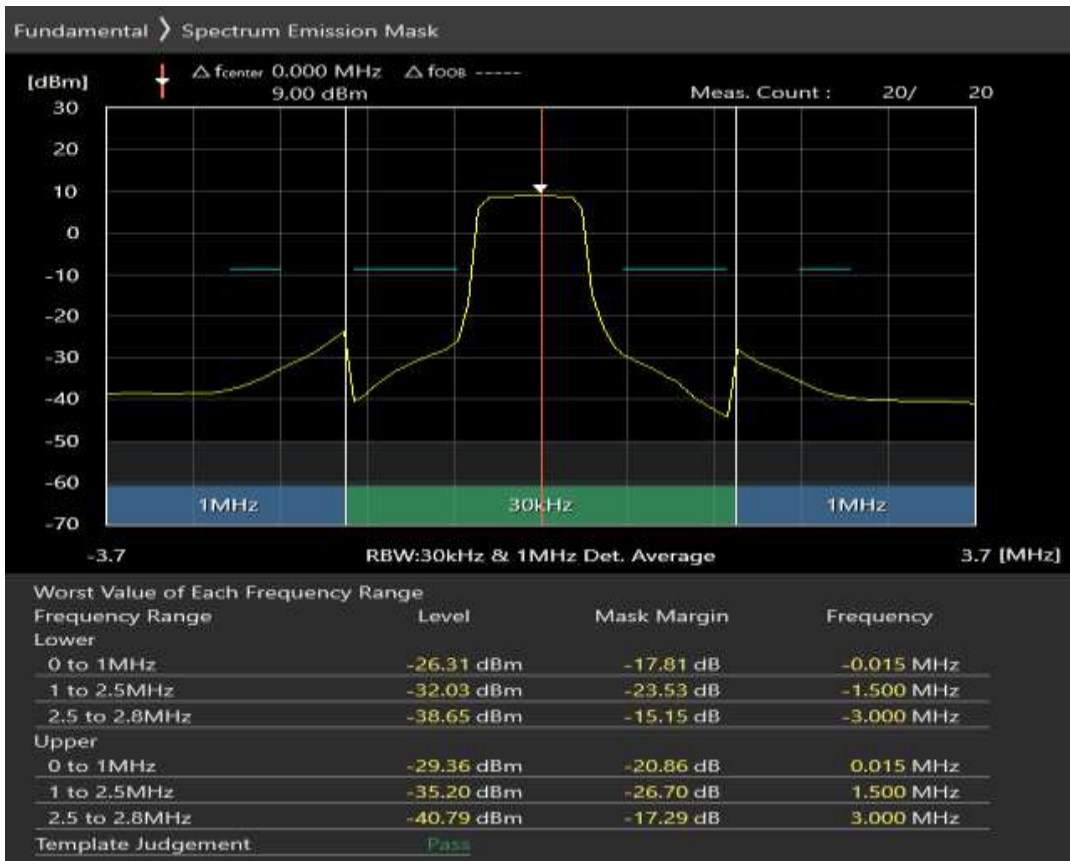 Fundamental ❭ Spectrum Emission Mask
[dBm] △ fcenter 0.000 MHz △ fOOB -----
9.00 dBm Meas. Count : 20/ 20
30
20
10
0
-10
-20
-30
-40
-50
-60
-70
1MHz 30kHz 1MHz
-3.7 RBW:30kHz & 1MHz Det. Average 3.7 [MHz]
Worst Value of Each Frequency Range
Frequency Range Level Mask Margin Frequency
Lower
0 to 1MHz -26.31 dBm -17.81 dB -0.015 MHz
1 to 2.5MHz -32.03 dBm -23.53 dB -1.500 MHz
2.5 to 2.8MHz -38.65 dBm -15.15 dB -3.000 MHz
Upper
0 to 1MHz -29.36 dBm -20.86 dB 0.015 MHz
1 to 2.5MHz -35.20 dBm -26.70 dB 1.500 MHz
2.5 to 2.8MHz -40.79 dBm -17.29 dB 3.000 MHz
Template Judgement Pass